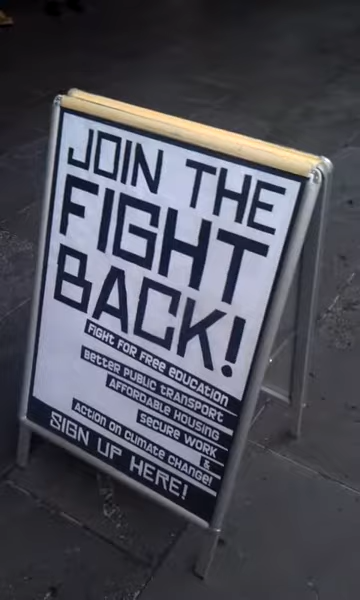 JOIN THE
FIGHT
BACK!
FIGHT FOR FREE EDUCATION
BETTER PUBLIC TRANSPORT
AFFORDABLE HOUSING
SECURE WORK
&
ACTION ON CLIMATE CHANGE!
SIGN UP HERE!